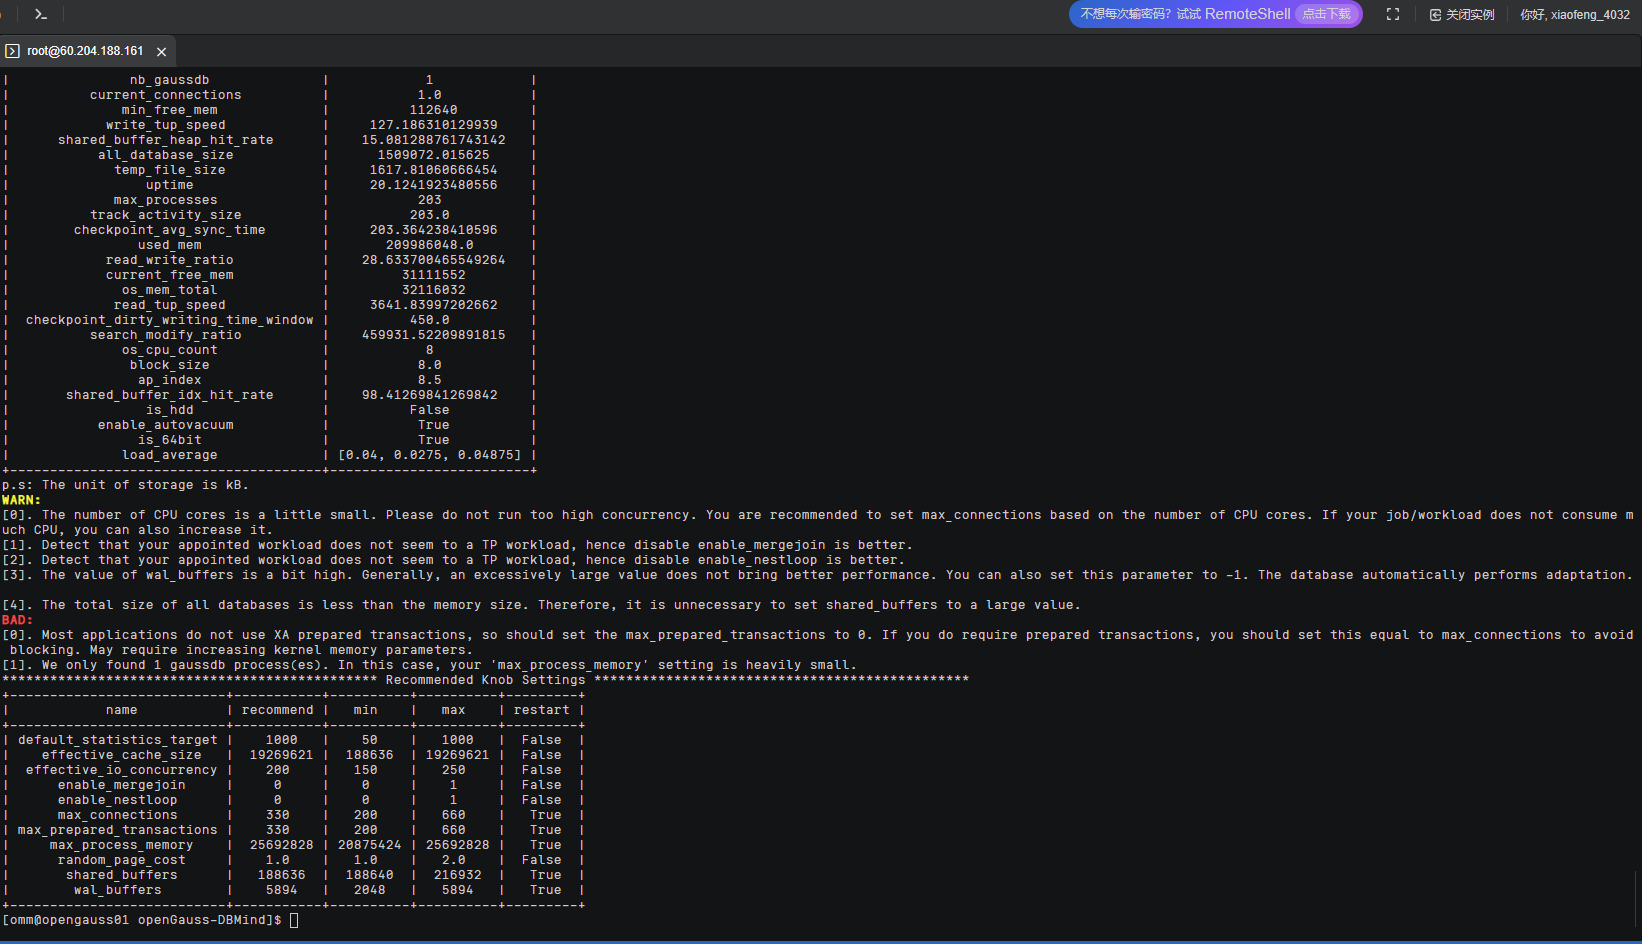 不想每次输密码？试试 RemoteShell 点击下载 关闭实例 你好, xiaofeng_4032
root@60.204.188.161
| nb_gaussdb | 1 |
| current_connections | 1.0 |
| min_free_mem | 112640 |
| write_tup_speed | 127.186310129939 |
| shared_buffer_heap_hit_rate | 15.081288761743142 |
| all_database_size | 1509072.015625 |
| temp_file_size | 1617.81060666454 |
| uptime | 20.1241923480556 |
| max_processes | 203 |
| track_activity_size | 203.0 |
| checkpoint_avg_sync_time | 203.364238410596 |
| used_mem | 209986048.0 |
| read_write_ratio | 28.633700465549264 |
| current_free_mem | 31111552 |
| os_mem_total | 32116032 |
| read_tup_speed | 3641.83997202662 |
| checkpoint_dirty_writing_time_window | 450.0 |
| search_modify_ratio | 459931.52209891815 |
| os_cpu_count | 8 |
| block_size | 8.0 |
| ap_index | 8.5 |
| shared_buffer_idx_hit_rate | 98.41269841269842 |
| is_hdd | False |
| enable_autovacuum | True |
| is_64bit | True |
| load_average | [0.04, 0.0275, 0.04875] |
+---------------------------------------+-------------------------+
p.s: The unit of storage is kB.
WARN:
[0]. The number of CPU cores is a little small. Please do not run too high concurrency. You are recommended to set max_connections based on the number of CPU cores. If your job/workload does not consume m
uch CPU, you can also increase it.
[1]. Detect that your appointed workload does not seem to a TP workload, hence disable enable_mergejoin is better.
[2]. Detect that your appointed workload does not seem to a TP workload, hence disable enable_nestloop is better.
[3]. The value of wal_buffers is a bit high. Generally, an excessively large value does not bring better performance. You can also set this parameter to -1. The database automatically performs adaptation.
[4]. The total size of all databases is less than the memory size. Therefore, it is unnecessary to set shared_buffers to a large value.
BAD:
[0]. Most applications do not use XA prepared transactions, so should set the max_prepared_transactions to 0. If you do require prepared transactions, you should set this equal to max_connections to avoid
blocking. May require increasing kernel memory parameters.
[1]. We only found 1 gaussdb process(es). In this case, your 'max_process_memory' setting is heavily small.
*********************************************** Recommended Knob Settings ***********************************************
+---------------------------+-----------+----------+----------+---------+
| name | recommend | min | max | restart |
+---------------------------+-----------+----------+----------+---------+
| default_statistics_target | 1000 | 50 | 1000 | False |
| effective_cache_size | 19269621 | 188636 | 19269621 | False |
| effective_io_concurrency | 200 | 150 | 250 | False |
| enable_mergejoin | 0 | 0 | 1 | False |
| enable_nestloop | 0 | 0 | 1 | False |
| max_connections | 330 | 200 | 660 | True |
| max_prepared_transactions | 330 | 200 | 660 | True |
| max_process_memory | 25692828 | 20875424 | 25692828 | True |
| random_page_cost | 1.0 | 1.0 | 2.0 | False |
| shared_buffers | 188636 | 188640 | 216932 | True |
| wal_buffers | 5894 | 2048 | 5894 | True |
+---------------------------+-----------+----------+----------+---------+
[omm@opengauss01 openGauss-DBMind]$